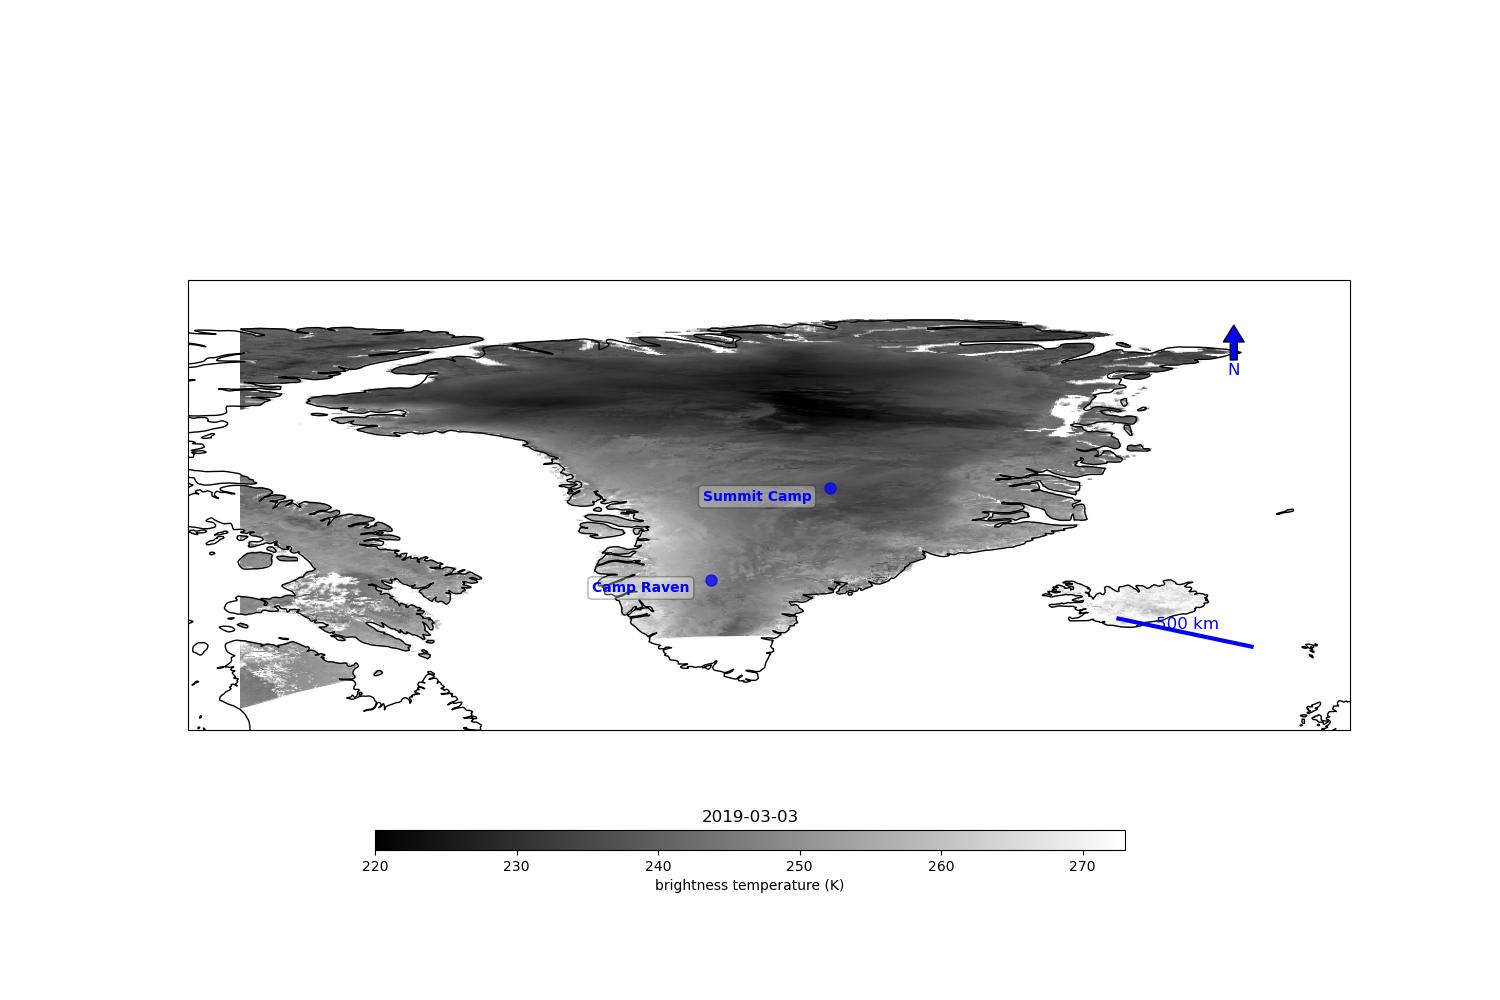 N
Summit Camp
Camp Raven
500 km
2019-03-03
220 230 240 250 260 270
brightness temperature (K)